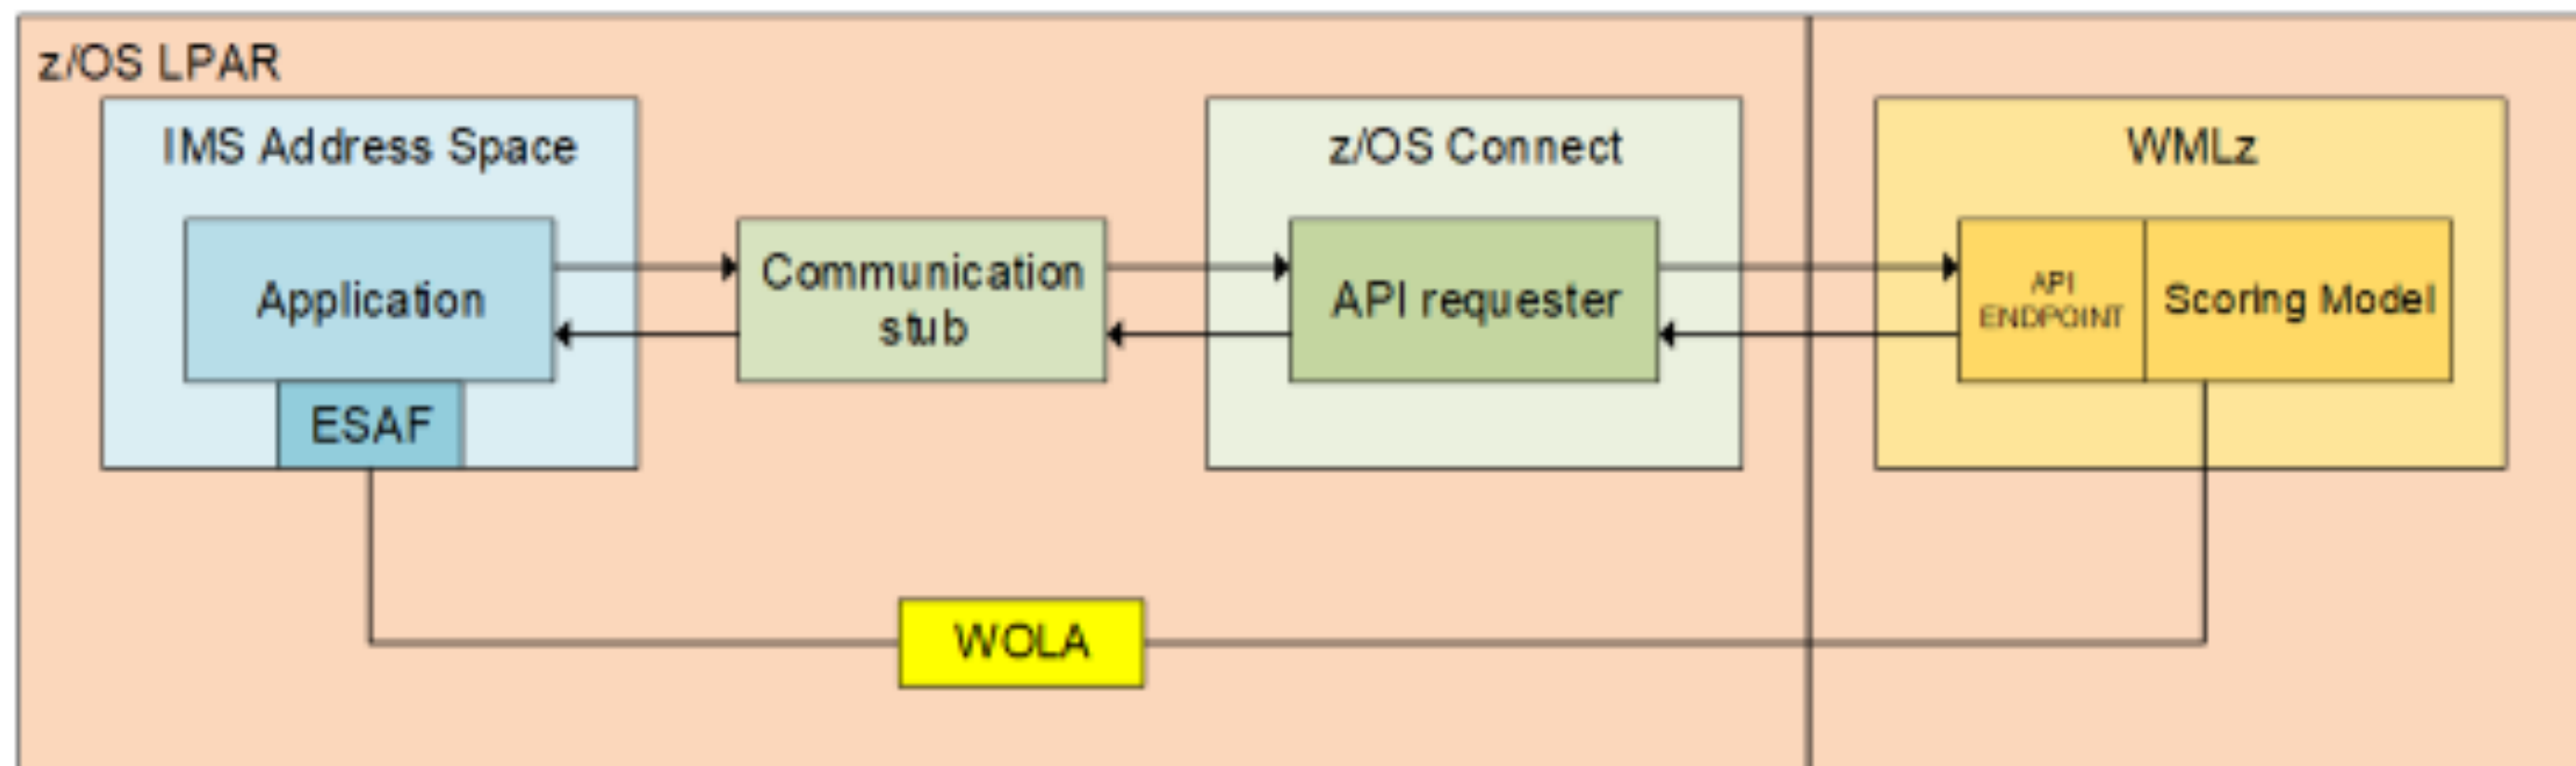 z/OS LPAR
IMS Address Space
z/OS Connect
WMLz
Application
Communication
stub
API requester
API
ENDPOINT
Scoring Model
ESAF
WOLA